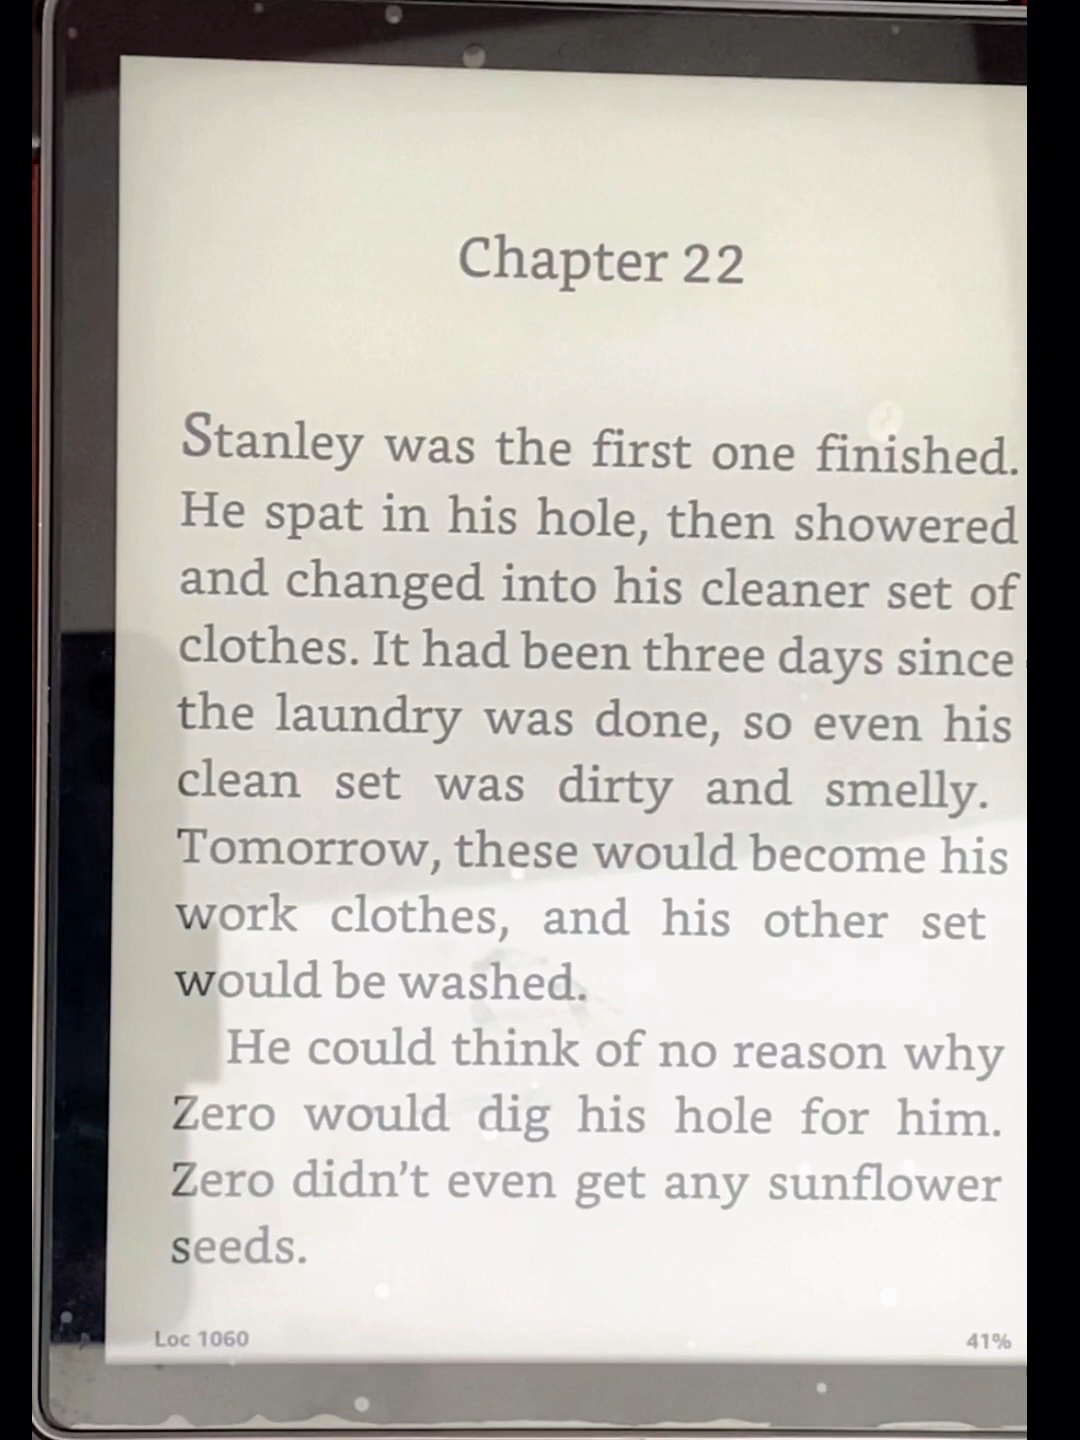 Chapter 22
Stanley was the first one finished.
He spat in his hole, then showered
and changed into his cleaner set of
clothes. It had been three days since
the laundry was done, so even his
clean set was dirty and smelly.
Tomorrow, these would become his
work clothes, and his other set
would be washed.
He could think of no reason why
Zero would dig his hole for him.
Zero didn’t even get any sunflower
seeds.
Loc 1060 41%